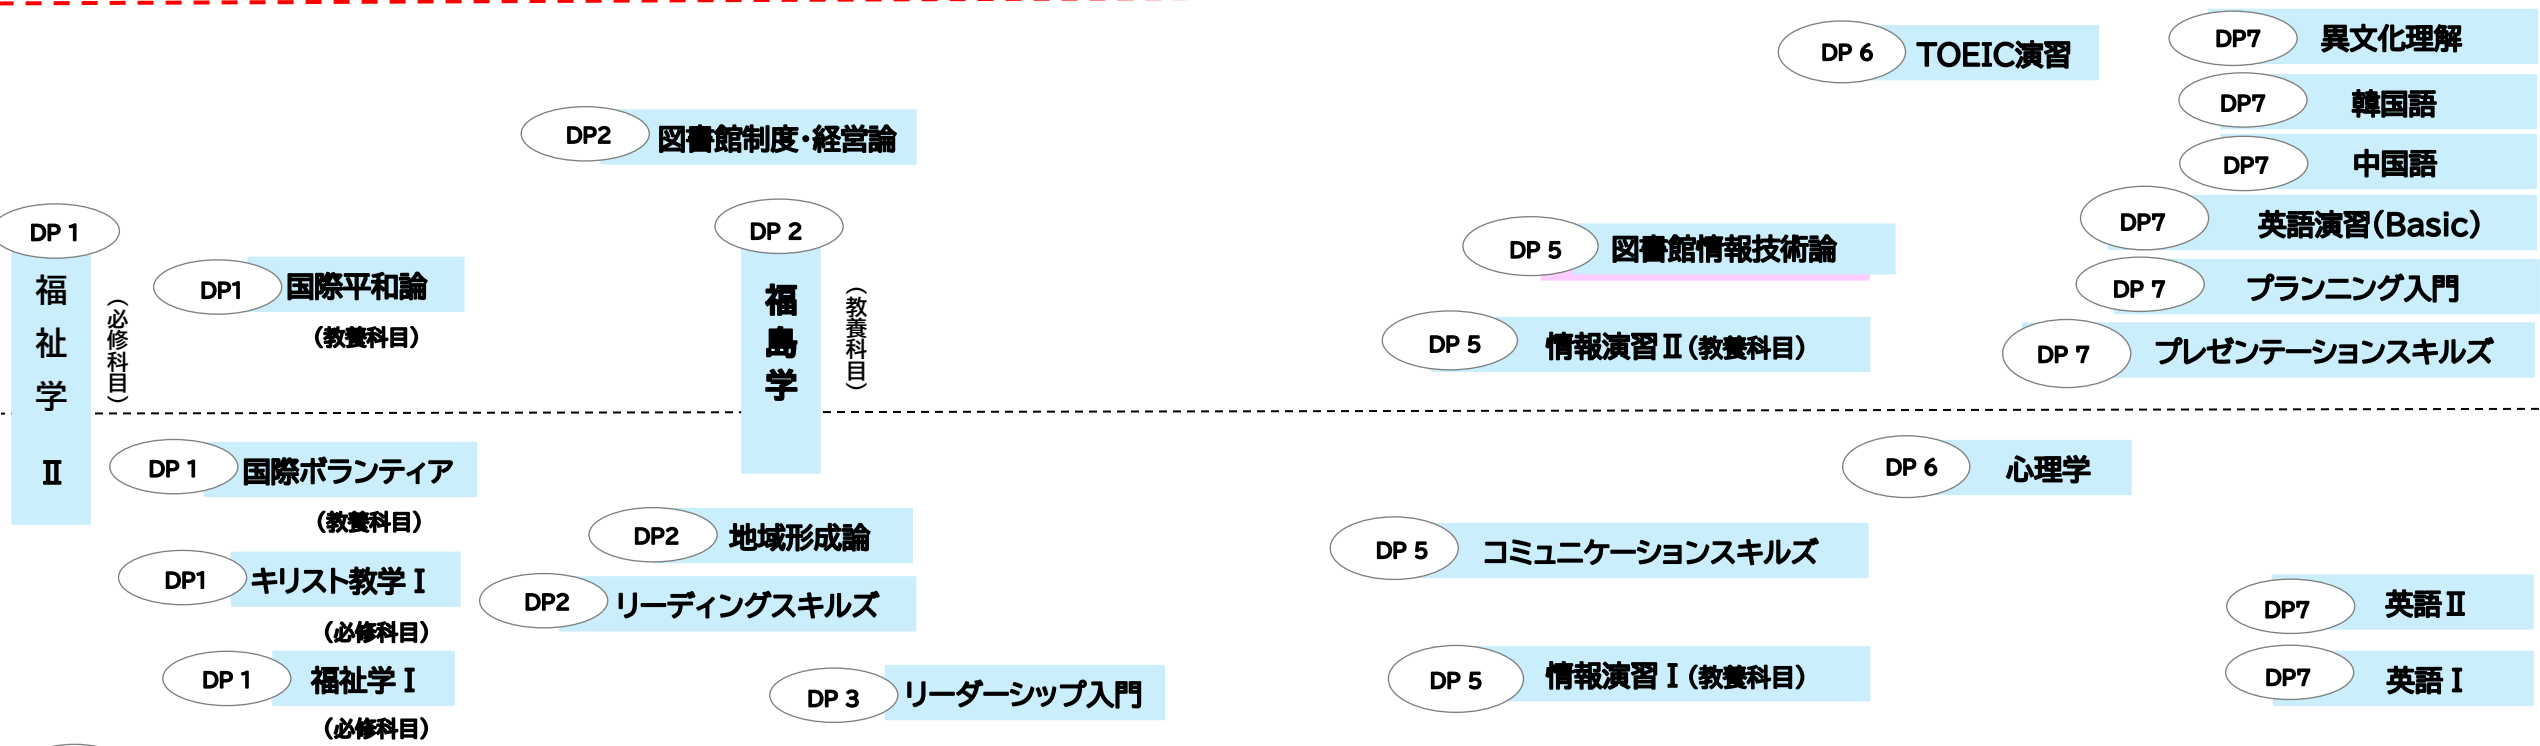 DP 6 TOEIC演習
DP7 異文化理解
DP7 韓国語
DP2 図書館制度・経営論
DP7 中国語
DP 1 福祉学 Ⅱ
(必修科目)
DP1 国際平和論
(教養科目)
DP 2 福島学
(教養科目)
DP 5 図書館情報技術論
DP7 英語演習(Basic)
DP 7 プランニング入門
DP 5 情報演習Ⅱ(教養科目)
DP 7 プレゼンテーションスキルズ
DP 1 国際ボランティア
(教養科目)
DP 6 心理学
DP2 地域形成論
DP 5 コミュニケーションスキルズ
DP1 キリスト教学Ⅰ
(必修科目)
DP2 リーディングスキルズ
DP7 英語Ⅱ
DP 1 福祉学Ⅰ
(必修科目)
DP 3 リーダーシップ入門
DP 5 情報演習Ⅰ(教養科目)
DP7 英語Ⅰ